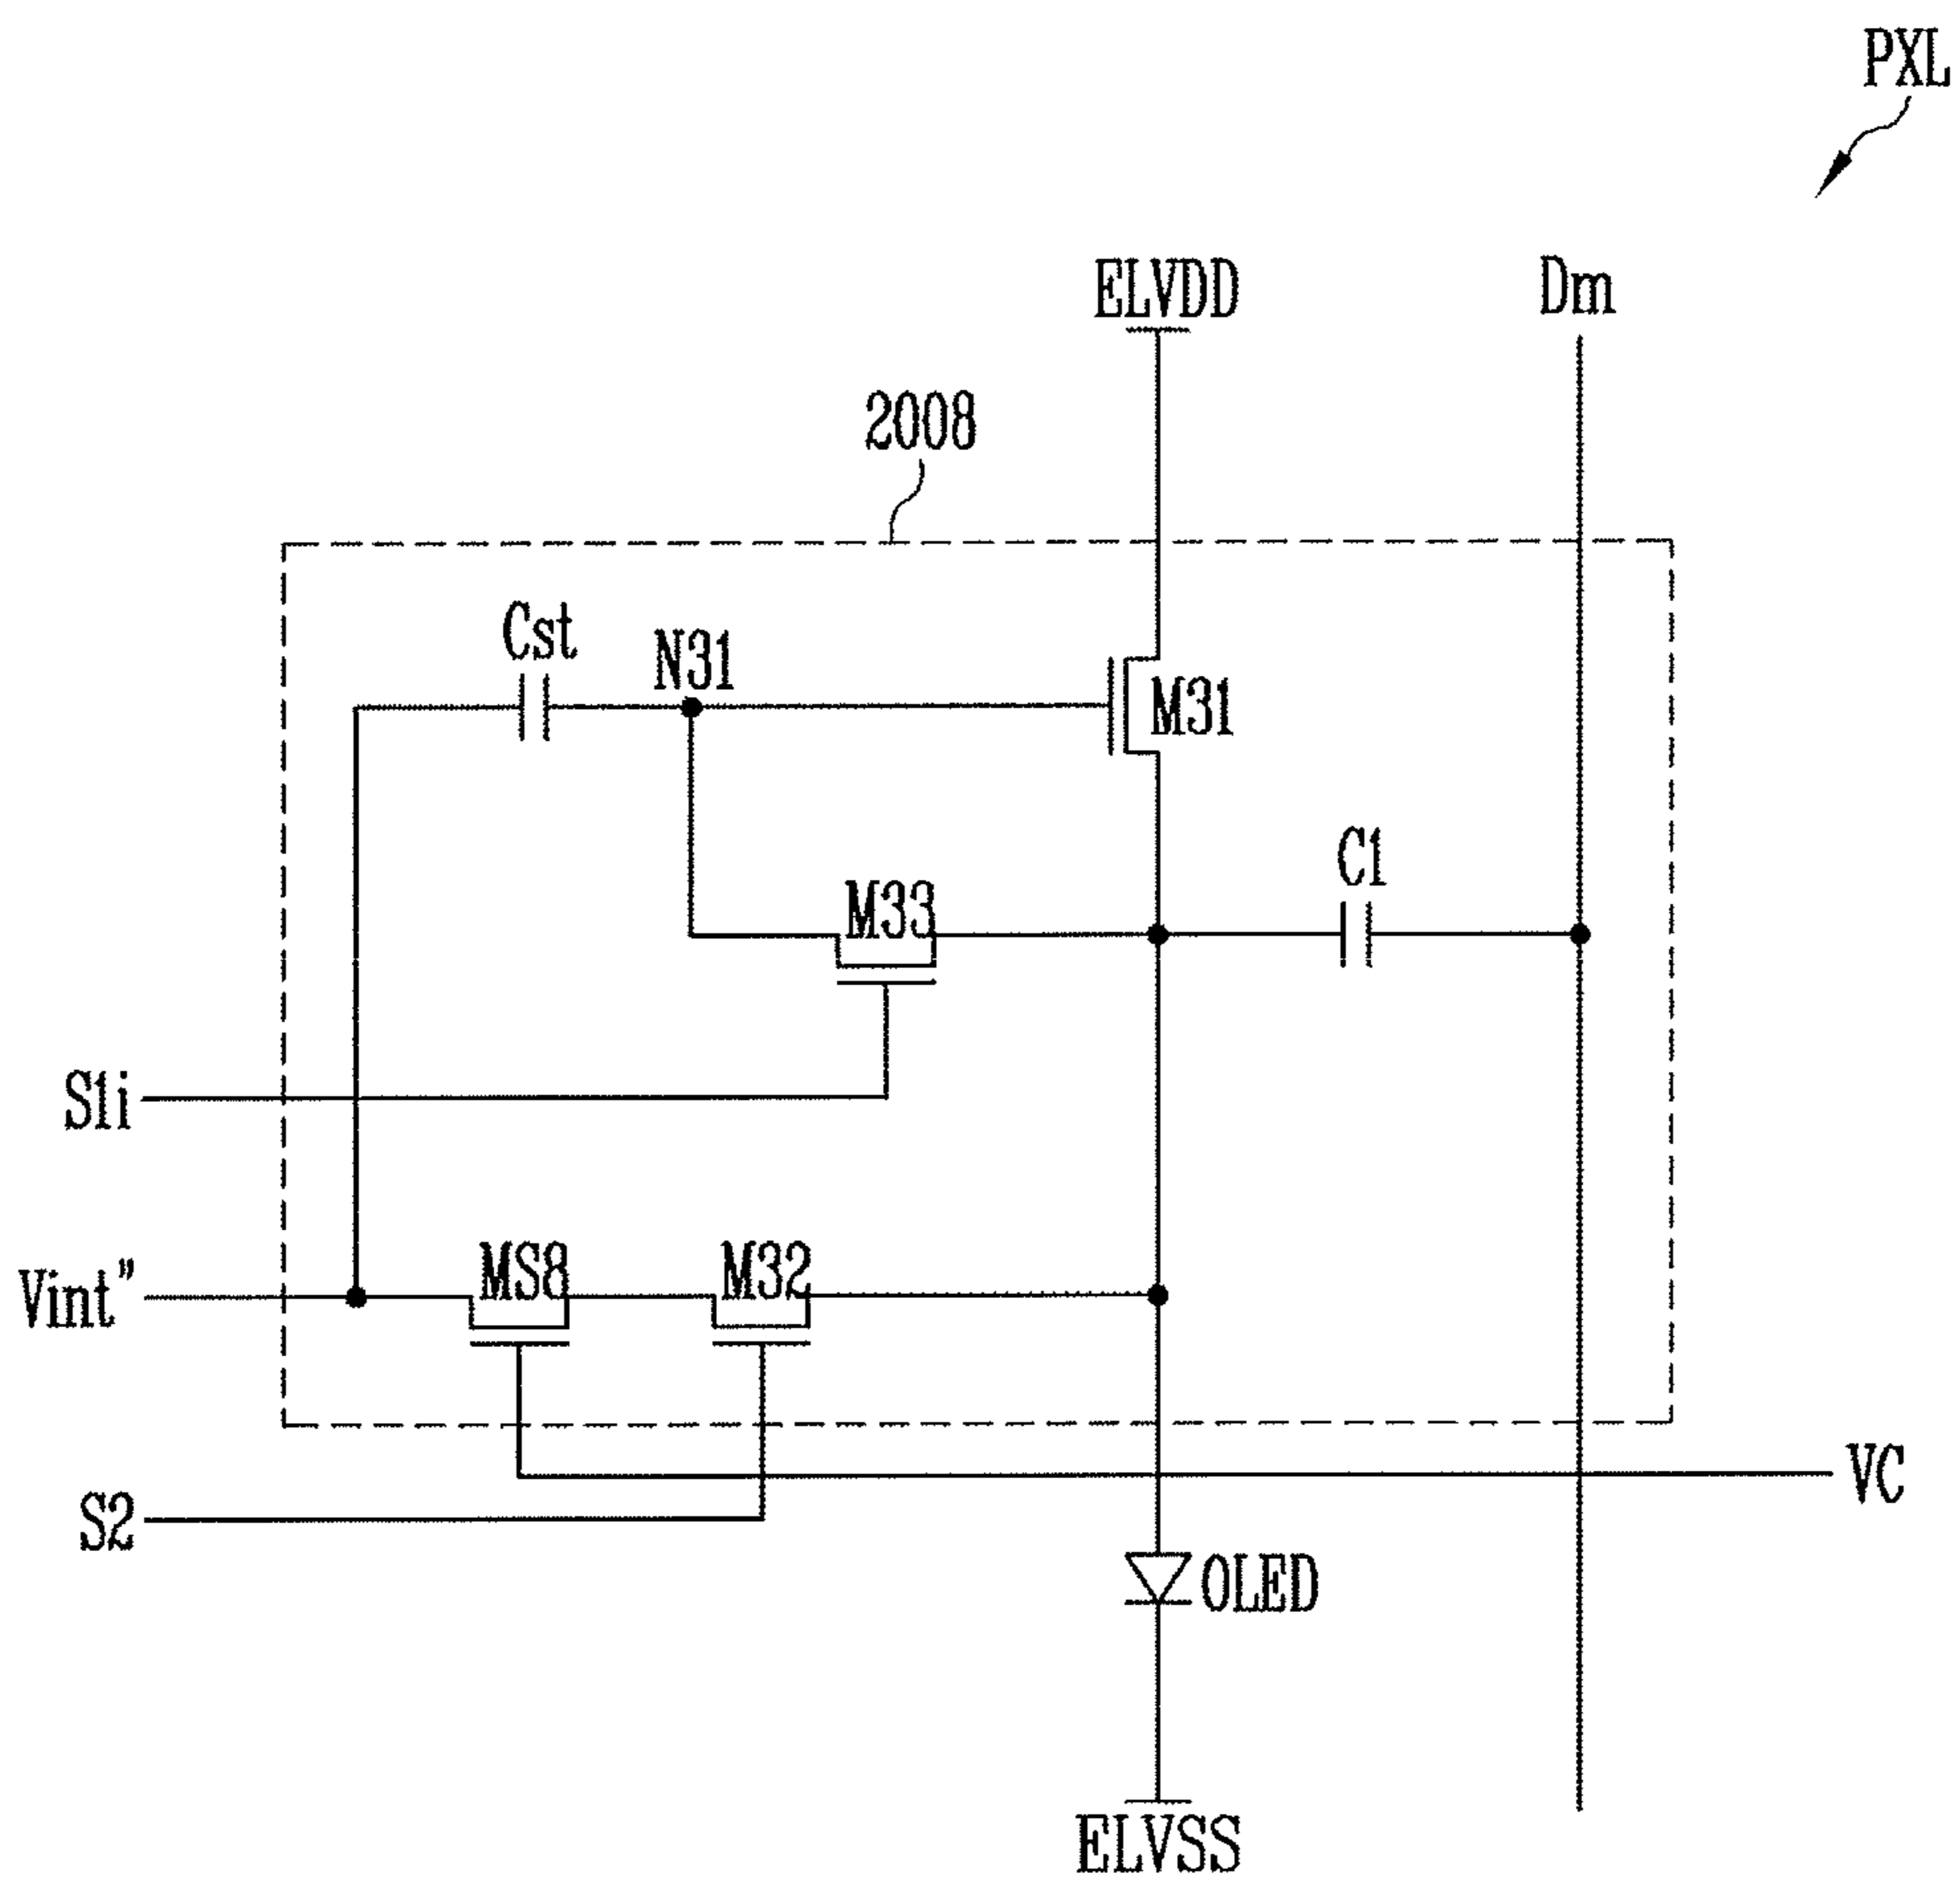 PXL
ELVDD
Dm
2008
Cst
N31
M31
C1
M33
S1i
MS8
M32
Vint"
VC
S2
OLED
ELVSS